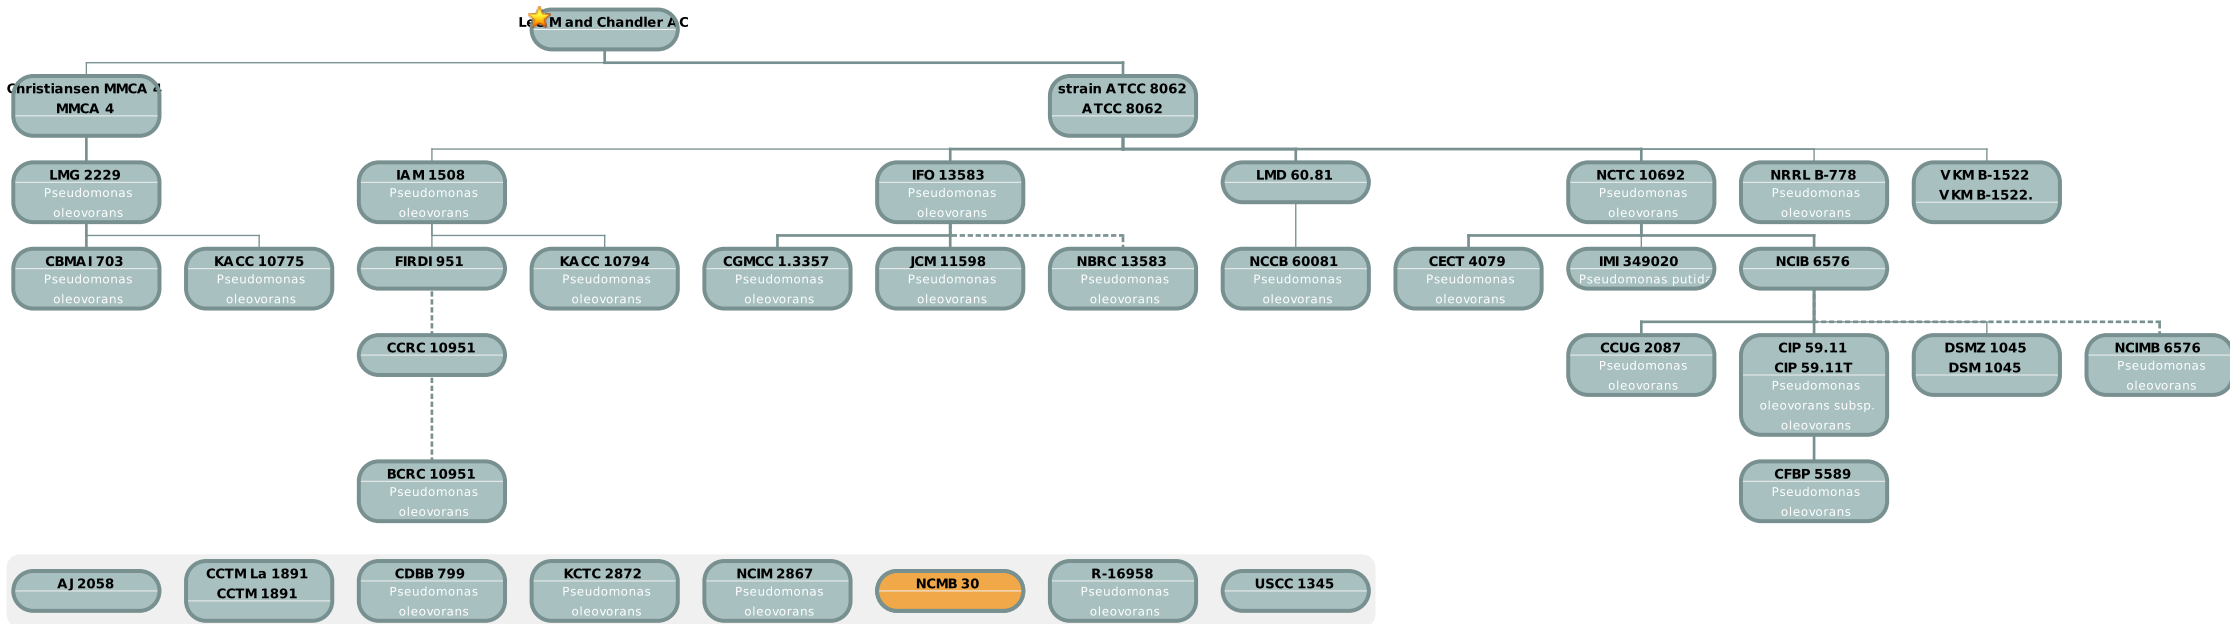 Lee M and Chandler AC
Christiansen MMCA 4
MMCA 4
strain ATCC 8062
ATCC 8062
LMG 2229
Pseudomonas
oleovorans
IAM 1508
Pseudomonas
oleovorans
IFO 13583
Pseudomonas
oleovorans
LMD 60.81
NCTC 10692
Pseudomonas
oleovorans
NRRL B-778
Pseudomonas
oleovorans
VKM B-1522
VKM B-1522.
CBMAI 703
Pseudomonas
oleovorans
KACC 10775
Pseudomonas
oleovorans
FIRDI 951
KACC 10794
Pseudomonas
oleovorans
CGMCC 1.3357
Pseudomonas
oleovorans
JCM 11598
Pseudomonas
oleovorans
NBRC 13583
Pseudomonas
oleovorans
NCCB 60081
Pseudomonas
oleovorans
CECT 4079
Pseudomonas
oleovorans
IMI 349020
Pseudomonas putida
NCIB 6576
CCRC 10951
CCUG 2087
Pseudomonas
oleovorans
CIP 59.11
CIP 59.11T
Pseudomonas
oleovorans subsp.
oleovorans
DSMZ 1045
DSM 1045
NCIMB 6576
Pseudomonas
oleovorans
BCRC 10951
Pseudomonas
oleovorans
CFBP 5589
Pseudomonas
oleovorans
AJ 2058
CCTM La 1891
CCTM 1891
CDBB 799
Pseudomonas
oleovorans
KCTC 2872
Pseudomonas
oleovorans
NCIM 2867
Pseudomonas
oleovorans
NCMB 30
R-16958
Pseudomonas
oleovorans
USCC 1345